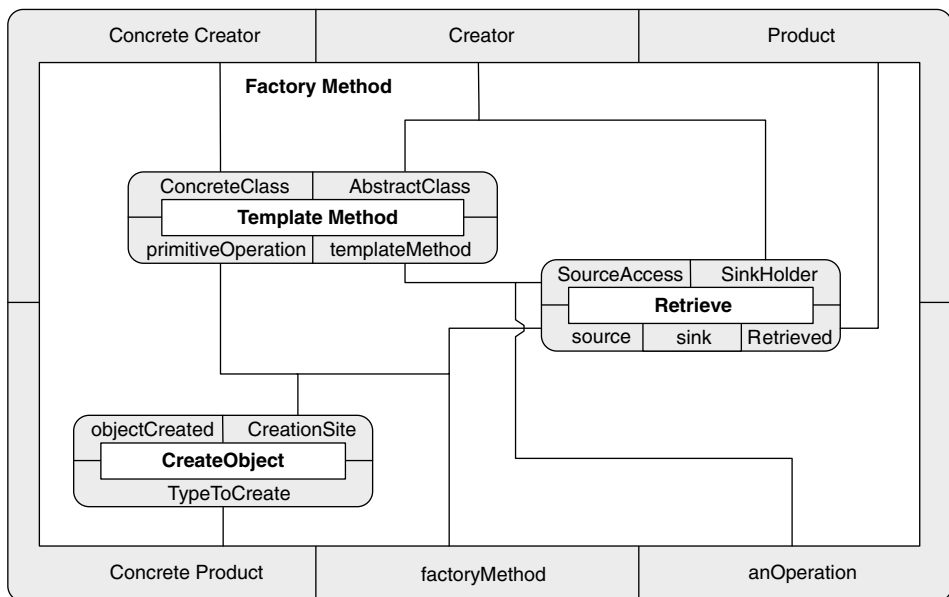 Concrete Creator
Creator
Product
Factory Method
ConcreteClass
AbstractClass
Template Method
primitiveOperation
templateMethod
SourceAccess
SinkHolder
Retrieve
source
sink
Retrieved
objectCreated
CreationSite
CreateObject
TypeToCreate
Concrete Product
factoryMethod
anOperation